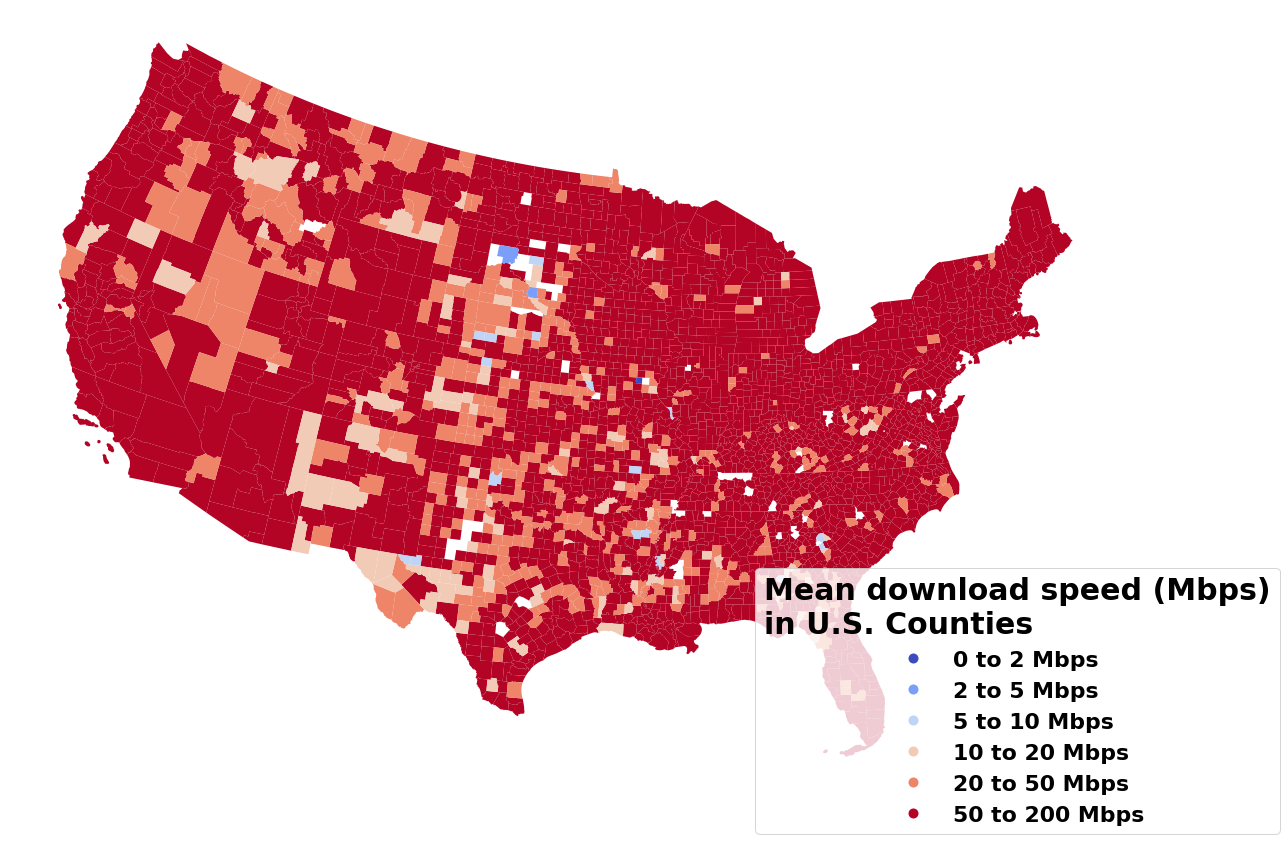 Mean download speed (Mbps)
in U.S. Counties
0 to 2 Mbps
2 to 5 Mbps
5 to 10 Mbps
10 to 20 Mbps
20 to 50 Mbps
50 to 200 Mbps